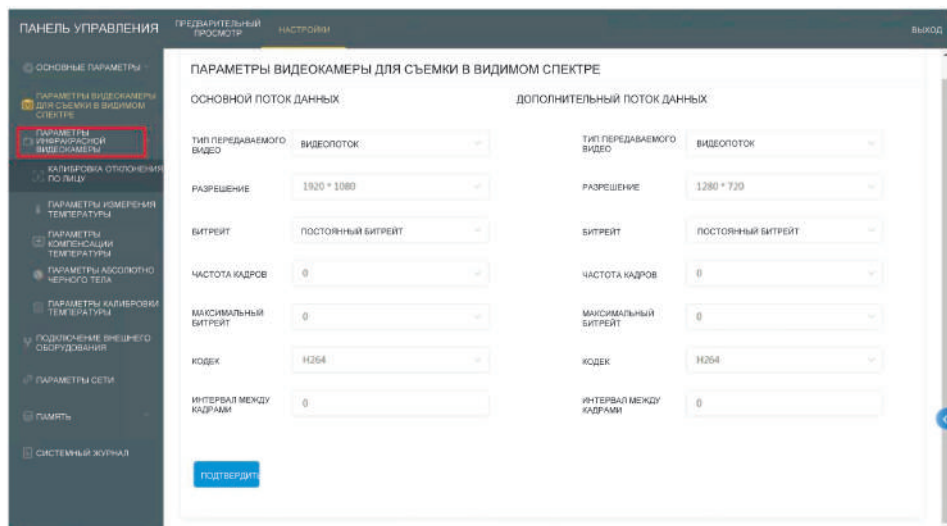 ПАНЕЛЬ УПРАВЛЕНИЯ
ПРЕДВАРИТЕЛЬНЫЙ
ПРОСМОТР
НАСТРОЙКИ
ВЫХОД
ОСНОВНЫЕ ПАРАМЕТРЫ
ПАРАМЕТРЫ ВИДЕОКАМЕРЫ
ДЛЯ СЪЕМКИ В ВИДИМОМ
СПЕКТРЕ
ПАРАМЕТРЫ
ИНФРАКРАСНОЙ
ВИДЕОКАМЕРЫ
КАЛИБРОВКА ОТКЛОНЕНИЯ
ПО ЛИЦУ
ПАРАМЕТРЫ ИЗМЕРЕНИЯ
ТЕМПЕРАТУРЫ
ПАРАМЕТРЫ
КОМПЕНСАЦИИ
ТЕМПЕРАТУРЫ
ПАРАМЕТРЫ АБСОЛЮТНО
ЧЕРНОГО ТЕЛА
ПАРАМЕТРЫ КАЛИБРОВКИ
ТЕМПЕРАТУРЫ
ПОДКЛЮЧЕНИЕ ВНЕШНЕГО
ОБОРУДОВАНИЯ
ПАРАМЕТРЫ СЕТИ
ПАМЯТЬ
СИСТЕМНЫЙ ЖУРНАЛ
ПАРАМЕТРЫ ВИДЕОКАМЕРЫ ДЛЯ СЪЕМКИ В ВИДИМОМ СПЕКТРЕ
ОСНОВНОЙ ПОТОК ДАННЫХ
ТИП ПЕРЕДАВАЕМОГО
ВИДЕО
ВИДЕОПОТОК
РАЗРЕШЕНИЕ
1920 * 1080
БИТРЕЙТ
ПОСТОЯННЫЙ БИТРЕЙТ
ЧАСТОТА КАДРОВ
0
МАКСИМАЛЬНЫЙ
БИТРЕЙТ
0
КОДЕК
H264
ИНТЕРВАЛ МЕЖДУ
КАДРАМИ
0
ДОПОЛНИТЕЛЬНЫЙ ПОТОК ДАННЫХ
ТИП ПЕРЕДАВАЕМОГО
ВИДЕО
ВИДЕОПОТОК
РАЗРЕШЕНИЕ
1280 * 720
БИТРЕЙТ
ПОСТОЯННЫЙ БИТРЕЙТ
ЧАСТОТА КАДРОВ
0
МАКСИМАЛЬНЫЙ
БИТРЕЙТ
0
КОДЕК
H264
ИНТЕРВАЛ МЕЖДУ
КАДРАМИ
0
ПОДТВЕРДИТЬ